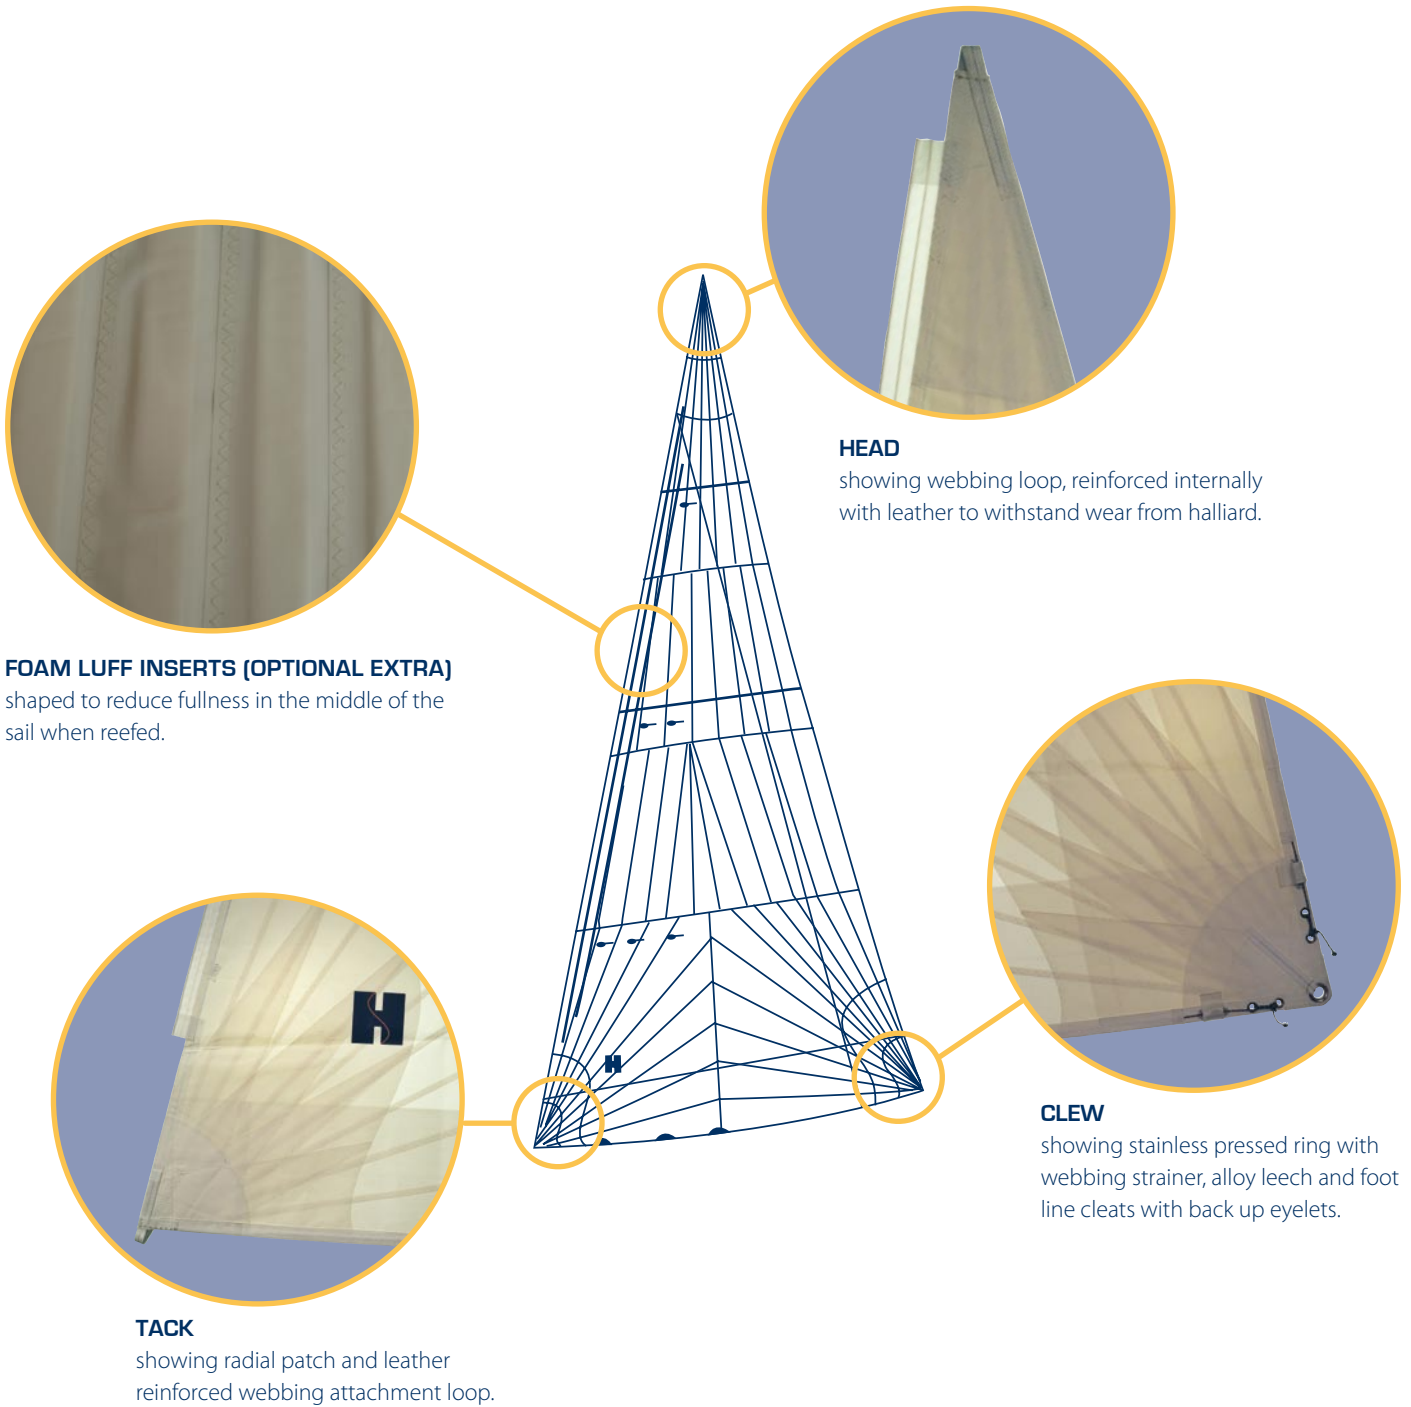 HEAD
showing webbing loop, reinforced internally
with leather to withstand wear from halliard.
FOAM LUFF INSERTS (OPTIONAL EXTRA)
shaped to reduce fullness in the middle of the
sail when reefed.
H
H
CLEW
showing stainless pressed ring with
webbing strainer, alloy leech and foot
line cleats with back up eyelets.
TACK
showing radial patch and leather
reinforced webbing attachment loop.